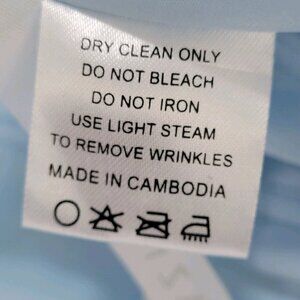 DRY CLEAN ONLY
DO NOT BLEACH
DO NOT IRON
USE LIGHT STEAM
TO REMOVE WRINKLES
MADE IN CAMBODIA